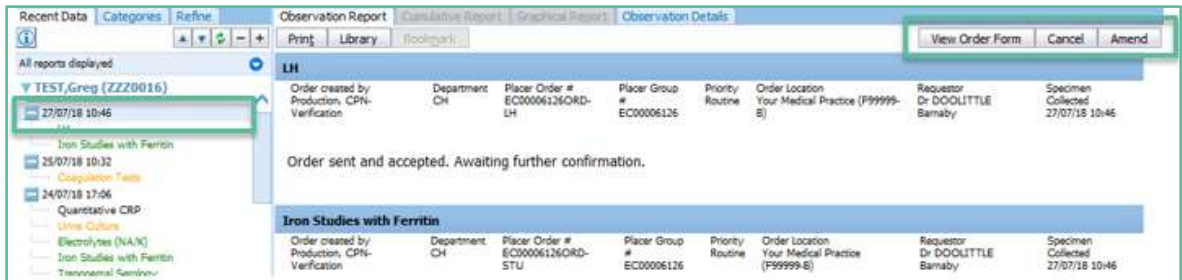 Recent Data Categories Refine
Observation Report Cumulative Report Graphical Report Observation Details
Print Library Bookmark
View Order Form Cancel Amend
All reports displayed
TEST,Greg (ZZZ0016)
27/07/18 10:46
LH
Iron Studies with Ferritin
25/07/18 10:32
Coagulation Tests
24/07/18 17:06
Quantitative CRP
Urine Culture
Electrolytes (NA/K)
Iron Studies with Ferritin
Treponemal Serology
LH
Order created by Department Placer Order # Placer Group Priority Order Location Requestor Specimen
Production, CPN- CH EC00006126ORD- # Routine Your Medical Practice (F99999- Dr DOOLITTLE Collected
Verification LH EC00006126 B) Barnaby 27/07/18 10:46
Order sent and accepted. Awaiting further confirmation.
Iron Studies with Ferritin
Order created by Department Placer Order # Placer Group Priority Order Location Requestor Specimen
Production, CPN- CH EC00006126ORD- # Routine Your Medical Practice Dr DOOLITTLE Collected
Verification STU EC00006126 (F99999-B) Barnaby 27/07/18 10:46